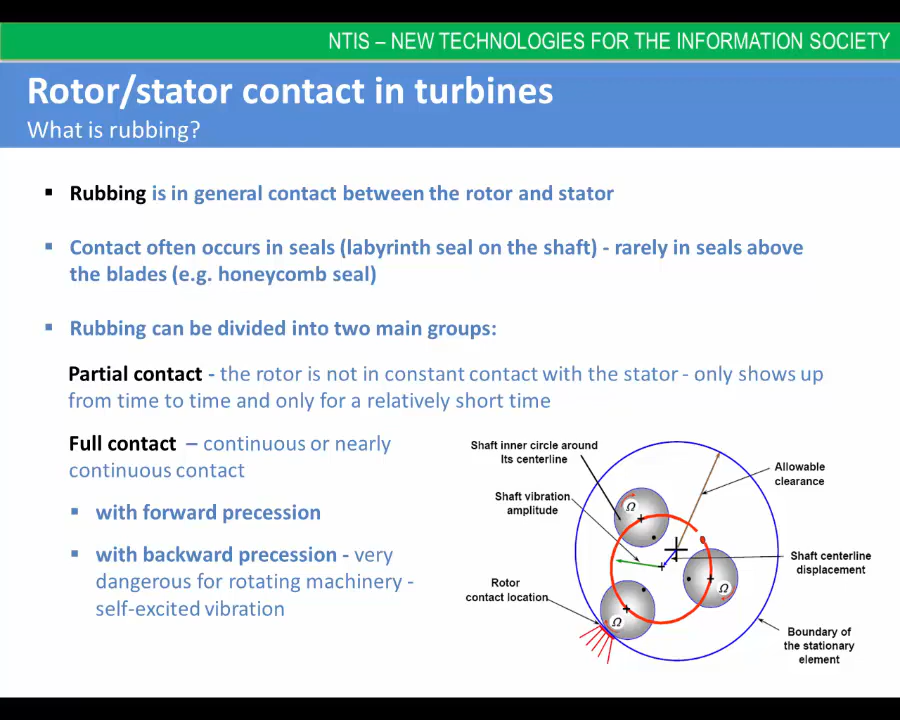 NTIS – NEW TECHNOLOGIES FOR THE INFORMATION SOCIETY
Rotor/stator contact in turbines
What is rubbing?
▪ Rubbing is in general contact between the rotor and stator
▪ Contact often occurs in seals (labyrinth seal on the shaft) - rarely in seals above
the blades (e.g. honeycomb seal)
▪ Rubbing can be divided into two main groups:
Partial contact - the rotor is not in constant contact with the stator - only shows up
from time to time and only for a relatively short time
Full contact – continuous or nearly
continuous contact
▪ with forward precession
▪ with backward precession - very
dangerous for rotating machinery -
self-excited vibration
Shaft inner circle around
Its centerline
Shaft vibration
amplitude
Rotor
contact location
Allowable
clearance
Shaft centerline
displacement
Boundary of
the stationary
element
Ω
Ω
Ω